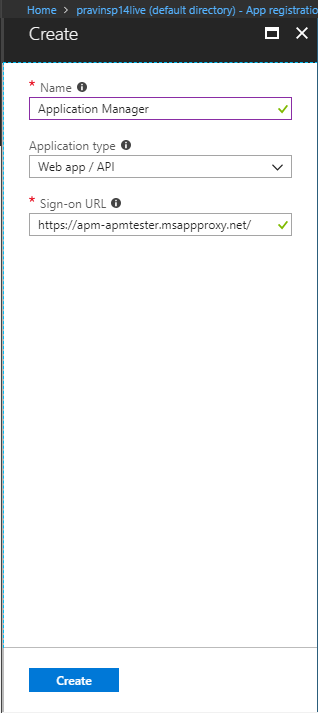 Home > pravinsp14live (default directory) - App registratio
Create
* Name
Application Manager
Application type
Web app / API
* Sign-on URL
https://apm-apmtester.msappproxy.net/
Create